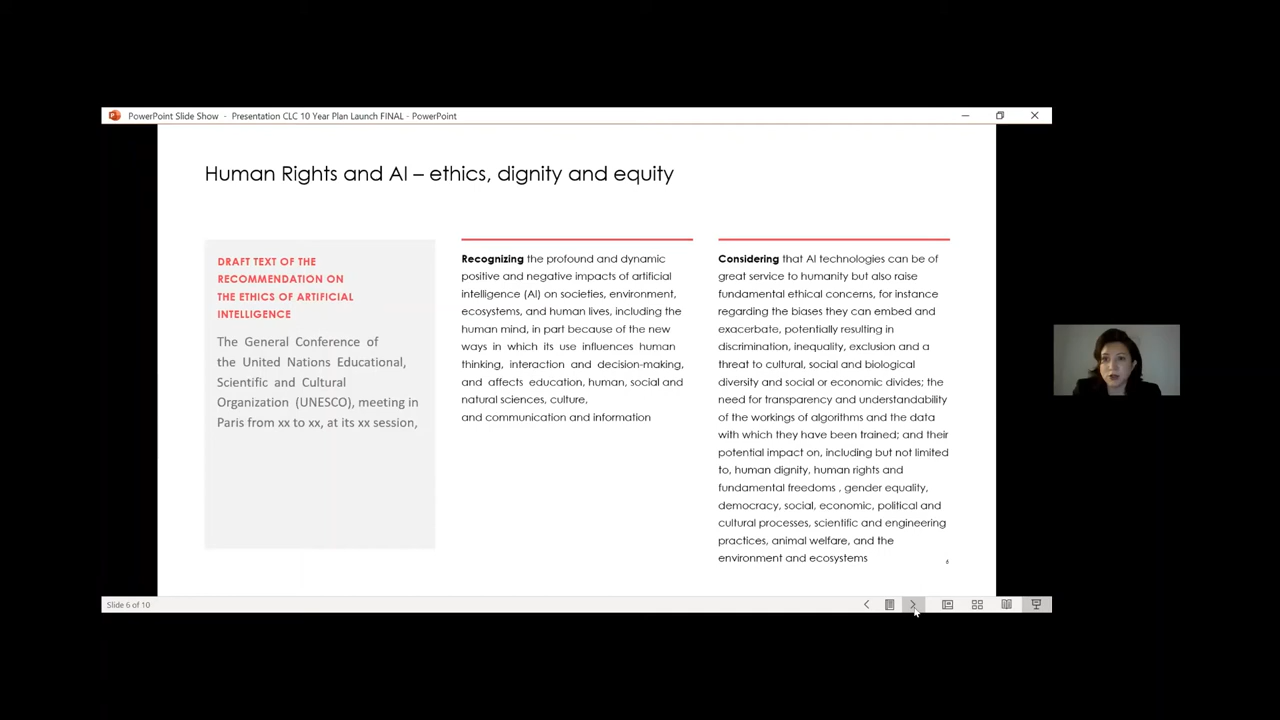 PowerPoint Slide Show - Presentation CLC 10 Year Plan Launch FINAL - PowerPoint
Human Rights and AI – ethics, dignity and equity
DRAFT TEXT OF THE
RECOMMENDATION ON
THE ETHICS OF ARTIFICIAL
INTELLIGENCE
The General Conference of
the United Nations Educational,
Scientific and Cultural
Organization (UNESCO), meeting in
Paris from xx to xx, at its xx session,
Recognizing the profound and dynamic
positive and negative impacts of artificial
intelligence (AI) on societies, environment,
ecosystems, and human lives, including the
human mind, in part because of the new
ways in which its use influences human
thinking, interaction and decision-making,
and affects education, human, social and
natural sciences, culture,
and communication and information
Considering that AI technologies can be of
great service to humanity but also raise
fundamental ethical concerns, for instance
regarding the biases they can embed and
exacerbate, potentially resulting in
discrimination, inequality, exclusion and a
threat to cultural, social and biological
diversity and social or economic divides; the
need for transparency and understandability
of the workings of algorithms and the data
with which they have been trained; and their
potential impact on, including but not limited
to, human dignity, human rights and
fundamental freedoms , gender equality,
democracy, social, economic, political and
cultural processes, scientific and engineering
practices, animal welfare, and the
environment and ecosystems
6
Slide 6 of 10